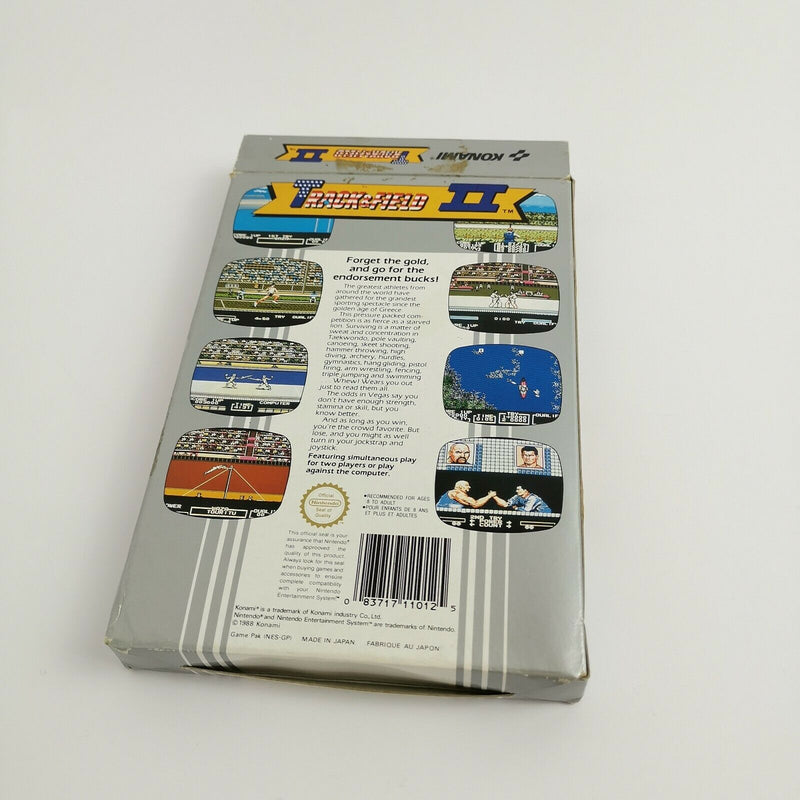 KONAMI
TRACK & FIELD II
TRACK & FIELD II TM
Forget the gold,
and go for the
endorsement bucks!
The greatest athletes from
around the world have
gathered for the grandest
sporting spectacle since the
golden age of Greece.
This pressure packed com-
petition is as fierce as a starved
lion. Surviving is a matter of
sweat and concentration in
Taekwondo, pole vaulting,
canoeing, skeet shooting,
hammer throwing, high
diving, archery, hurdles,
gymnastics, hang gliding, pistol
firing, arm wrestling, fencing,
triple jumping and swimming.
Whew! Wears you out
just to read them all.
The odds in Vegas say you
don't have enough strength,
stamina or skill, but you
know better.
And as long as you win,
you're the crowd favorite. But
lose, and you might as well
turn in your jockstrap and
joystick.
Featuring simultaneous play
for two players or play
against the computer.
COMPUTER
2ND TRY
Official
Nintendo
Seal of
Quality
•RECOMMENDED FOR AGES
8 TO ADULT
•POUR ENFANTS DE 8 ANS
ET PLUS ET ADULTES
This official seal is your
assurance that Nintendo®
has approved the
quality of this product.
Always look for this seal
when buying games and
accessories to ensure
complete compatibility
with your Nintendo
Entertainment System™.
0 83717 11012 5
Konami® is a trademark of Konami Industry Co., Ltd.
Nintendo® and Nintendo Entertainment System™ are trademarks of Nintendo.
©1988 Konami
Game Pak (NES-GP) MADE IN JAPAN FABRIQUE AU JAPON